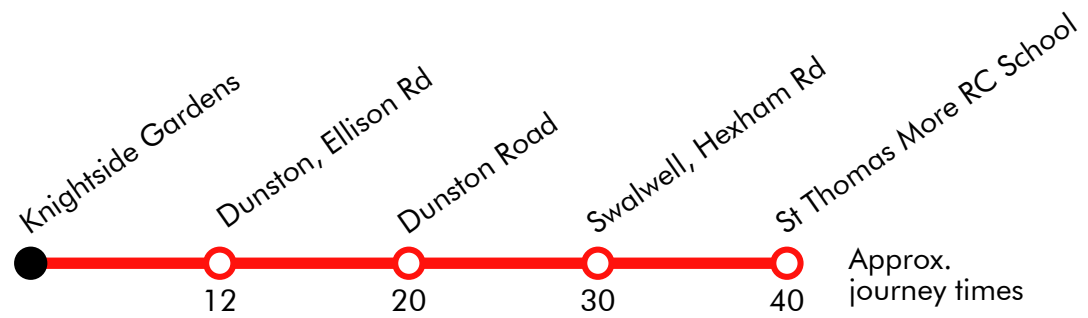 Knightside Gardens
Dunston, Ellison Rd
Dunston Road
Swalwell, Hexham Rd
St Thomas More RC School
12
20
30
40
Approx.
journey times